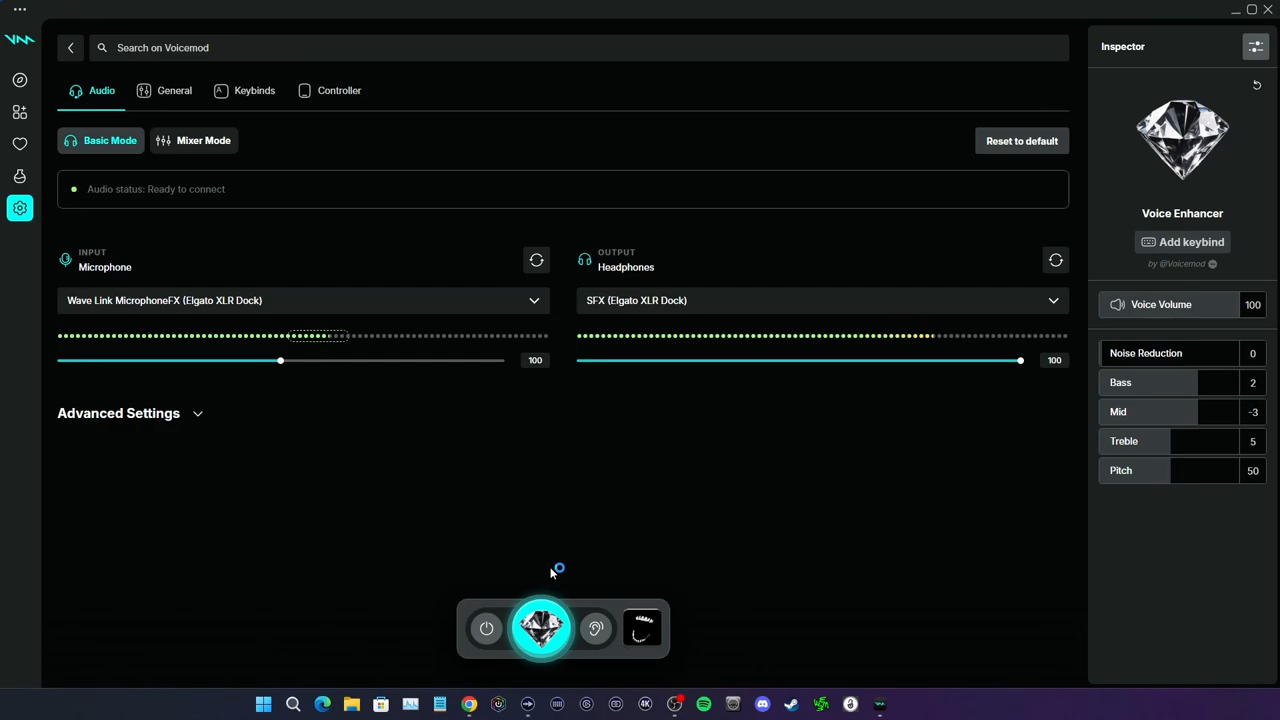 Search on Voicemod
Audio
General
Keybinds
Controller
Basic Mode
Mixer Mode
Reset to default
Audio status: Ready to connect
INPUT
Microphone
OUTPUT
Headphones
Wave Link MicrophoneFX (Elgato XLR Dock)
SFX (Elgato XLR Dock)
100
100
Advanced Settings
Inspector
Voice Enhancer
Add keybind
by @Voicemod
Voice Volume 100
Noise Reduction 0
Bass 2
Mid -3
Treble 5
Pitch 50
4K